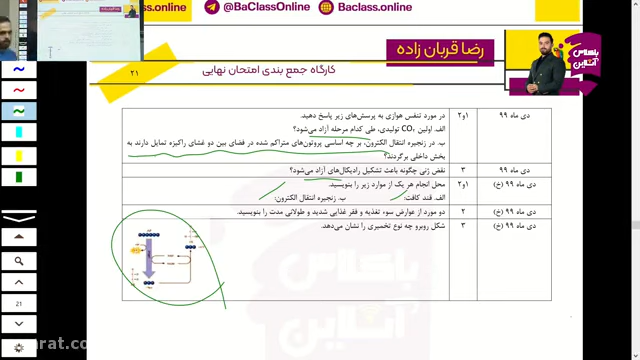 @BaClassOnline Baclass.online
رضا قربان زاده
کارگاه جمع بندی امتحان نهایی
۲۱
باکلاس آنلاین
دی ماه ۹۹ ۱و۲ در مورد تنفس هوازی به پرسش‌های زیر پاسخ دهید.
الف. اولین CO₂ تولیدی، طی کدام مرحله آزاد می‌شود؟
ب. در زنجیره انتقال الکترون، بر چه اساسی پروتون‌های متراکم شده در فضای بین دو غشای راکیزه تمایل دارند به
بخش داخلی برگردند؟
دی ماه ۹۹ ۳ نقض ژنی چگونه باعث تشکیل رادیکال‌های آزاد می‌شود؟
دی ماه ۹۹ (خ) ۱و۲ محل انجام هر یک از موارد زیر را بنویسید.
الف. قند کافت: ب. زنجیره انتقال الکترون:
دی ماه ۹۹ (خ) ۲ دو مورد از عوارض سوء تغذیه و فقر غذایی شدید و طولانی مدت را بنویسید.
دی ماه ۹۹ (خ) ۳ شکل روبرو چه نوع تخمیری را نشان می‌دهد.
باکلاس آنلاین
21